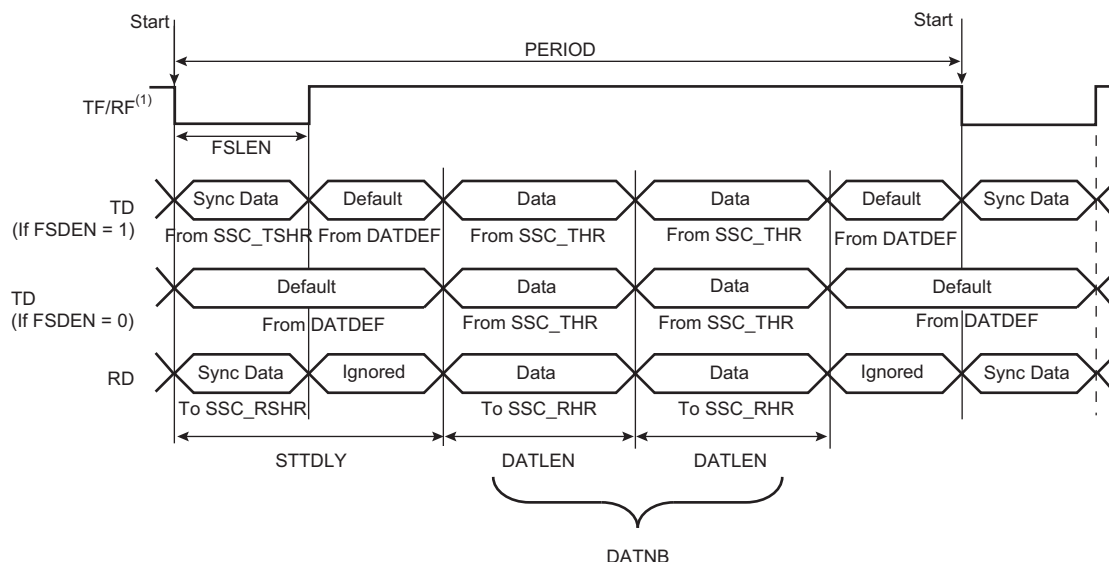 Start
Start
PERIOD
TF/RF(1)
FSLEN
TD
(If FSDEN = 1)
Sync Data
Default
Data
Data
Default
Sync Data
From SSC_TSHR
From DATDEF
From SSC_THR
From SSC_THR
From DATDEF
TD
(If FSDEN = 0)
Default
Data
Data
Default
From DATDEF
From SSC_THR
From SSC_THR
From DATDEF
RD
Sync Data
Ignored
Data
Data
Ignored
Sync Data
To SSC_RSHR
To SSC_RHR
To SSC_RHR
STTDLY
DATLEN
DATLEN
DATNB